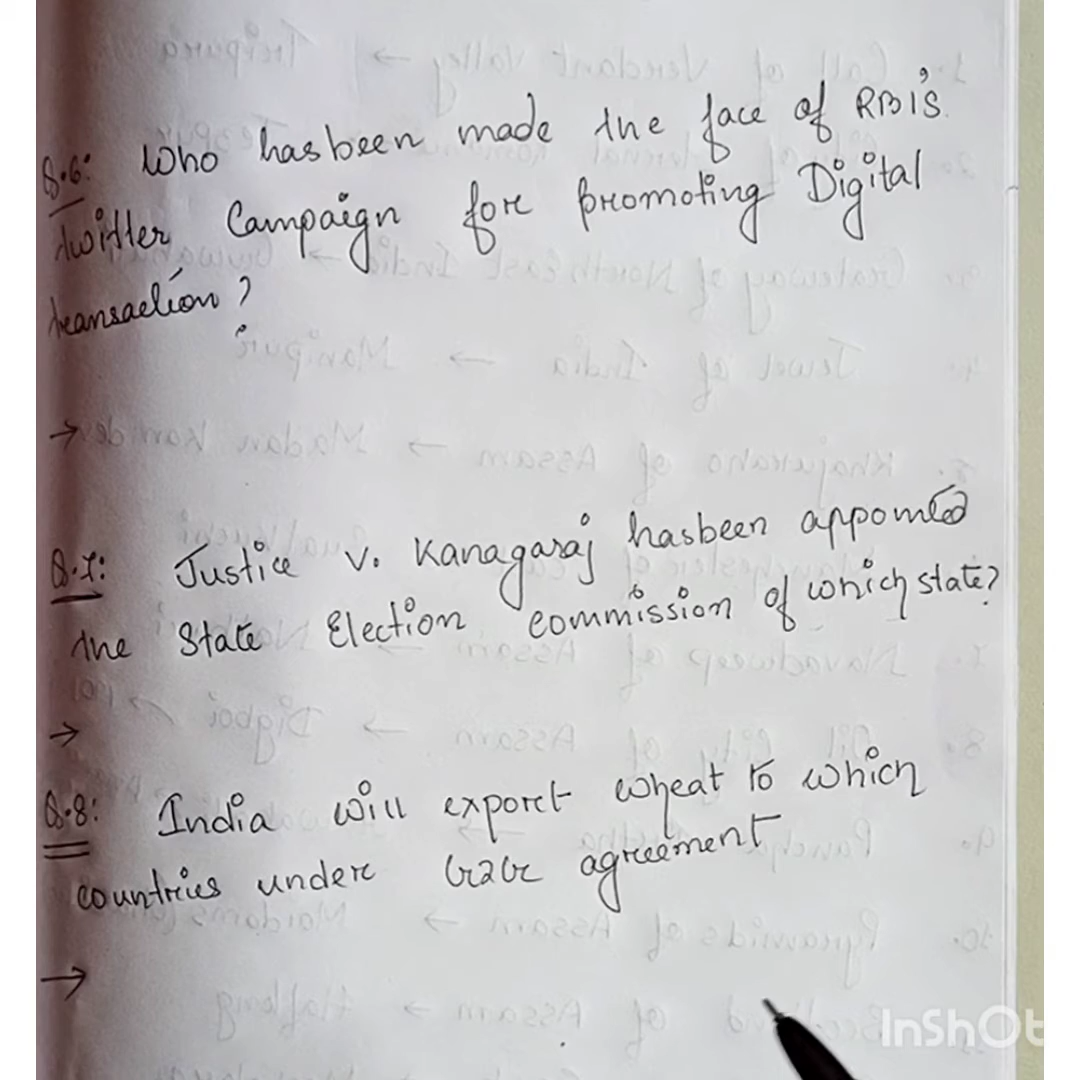 Q.6: Who hasbeen made the face of RBI's
twitter Campaign for promoting Digital
transaction?
→
Q.7: Justice V. Kanagaraj hasbeen appointed
the State Election commission of which state?
→
Q.8: India will export wheat to which
countries under G2G agreement
→
InShOt